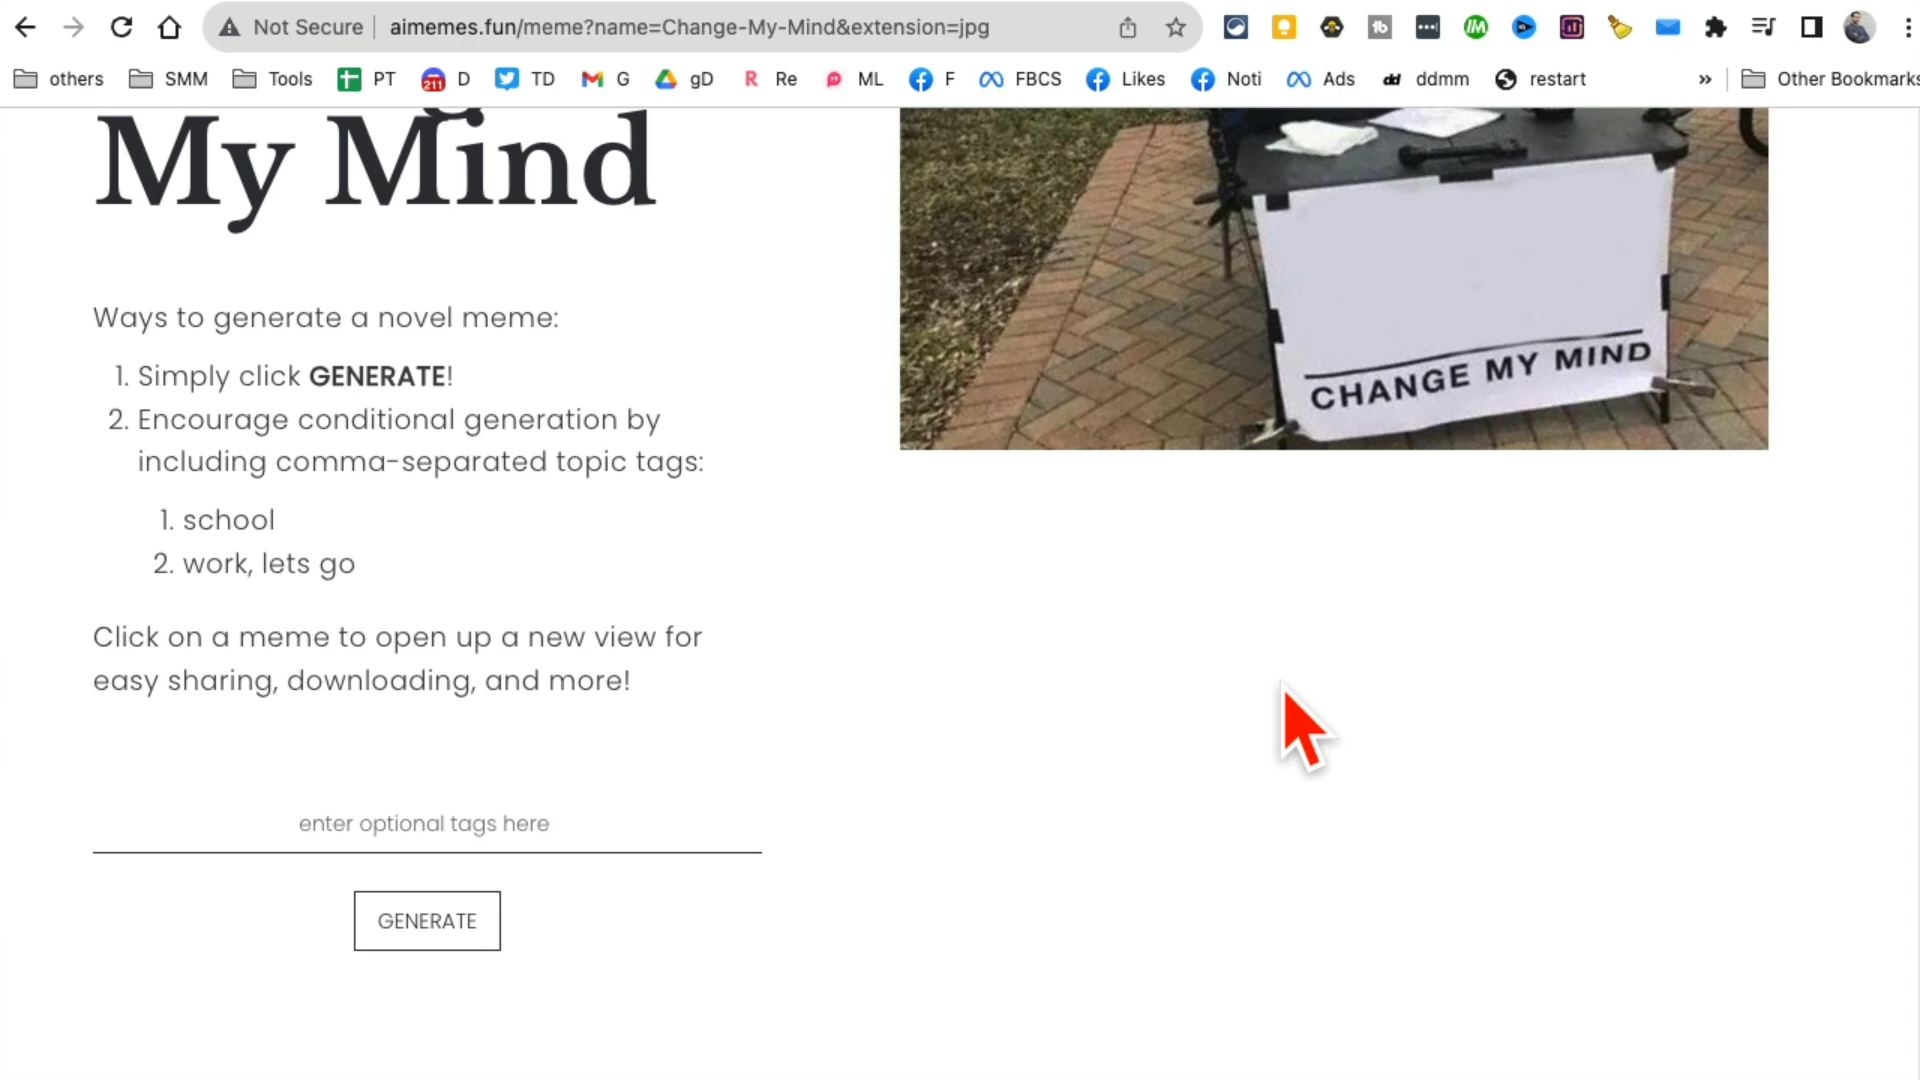 Not Secure aimemes.fun/meme?name=Change-My-Mind&extension=jpg
others SMM Tools PT 211 D TD G gD Re ML F FBCS Likes Noti Ads dd ddmm restart » Other Bookmarks
My Mind
Ways to generate a novel meme:
1. Simply click GENERATE!
2. Encourage conditional generation by
including comma-separated topic tags:
1. school
2. work, lets go
Click on a meme to open up a new view for
easy sharing, downloading, and more!
enter optional tags here
GENERATE
CHANGE MY MIND